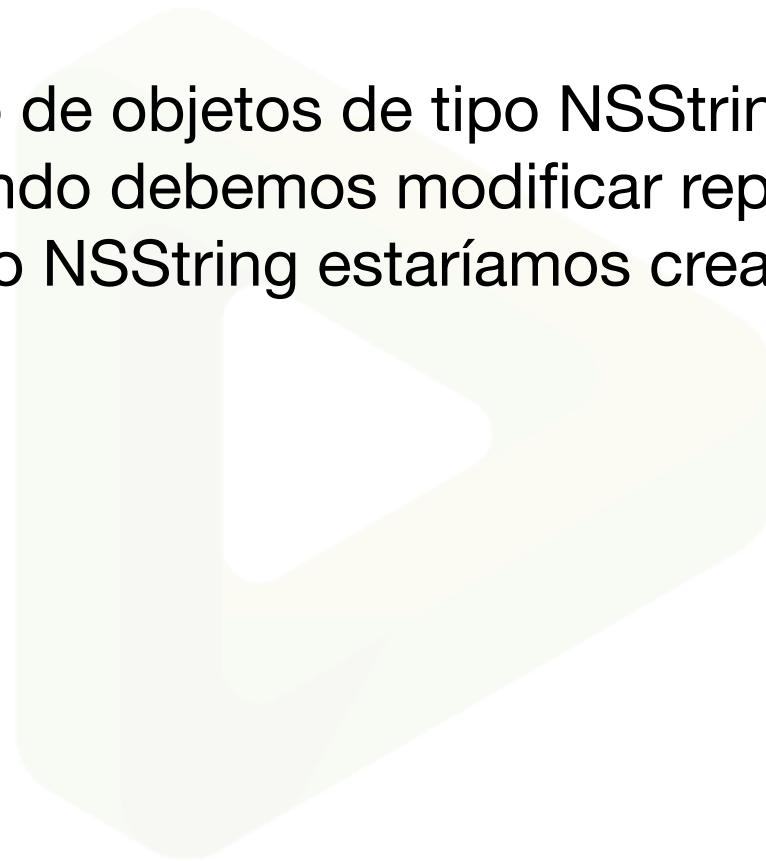 de objetos de tipo NSStrin
ndo debemos modificar rep
o NSString estaríamos crea